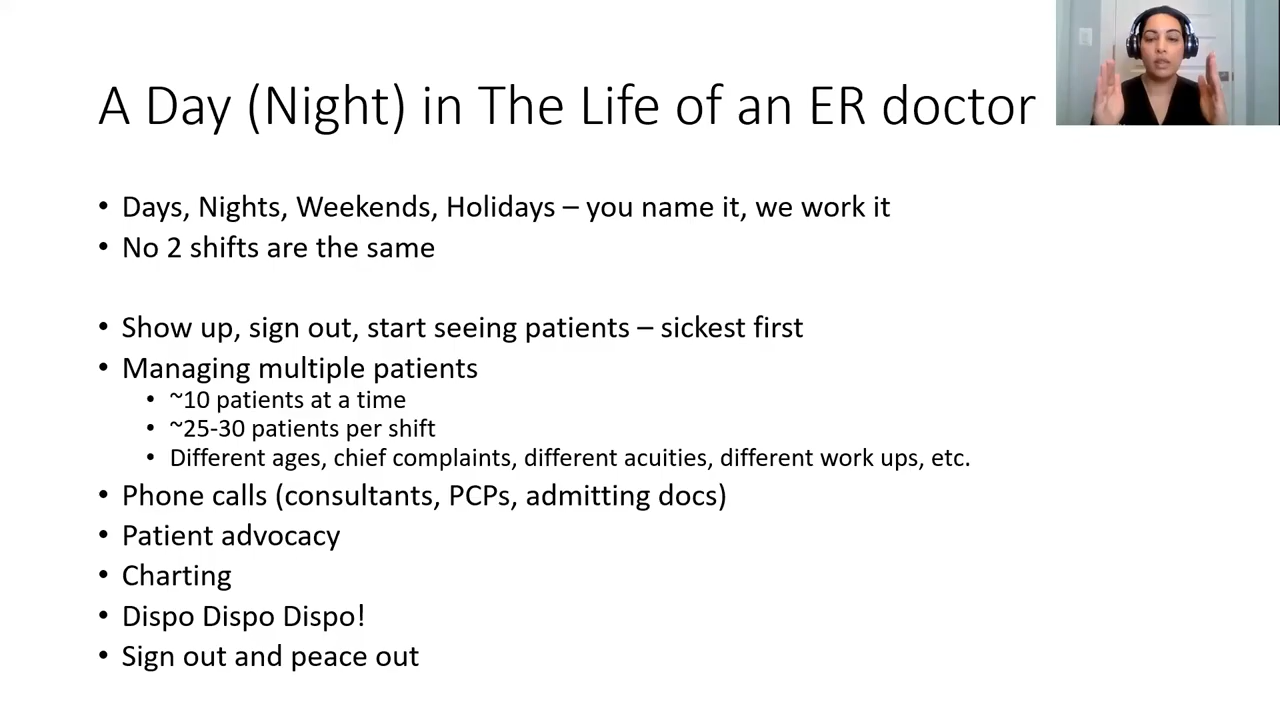 A Day (Night) in The Life of an ER doctor
• Days, Nights, Weekends, Holidays – you name it, we work it
• No 2 shifts are the same
• Show up, sign out, start seeing patients – sickest first
• Managing multiple patients
• ~10 patients at a time
• ~25-30 patients per shift
• Different ages, chief complaints, different acuities, different work ups, etc.
• Phone calls (consultants, PCPs, admitting docs)
• Patient advocacy
• Charting
• Dispo Dispo Dispo!
• Sign out and peace out